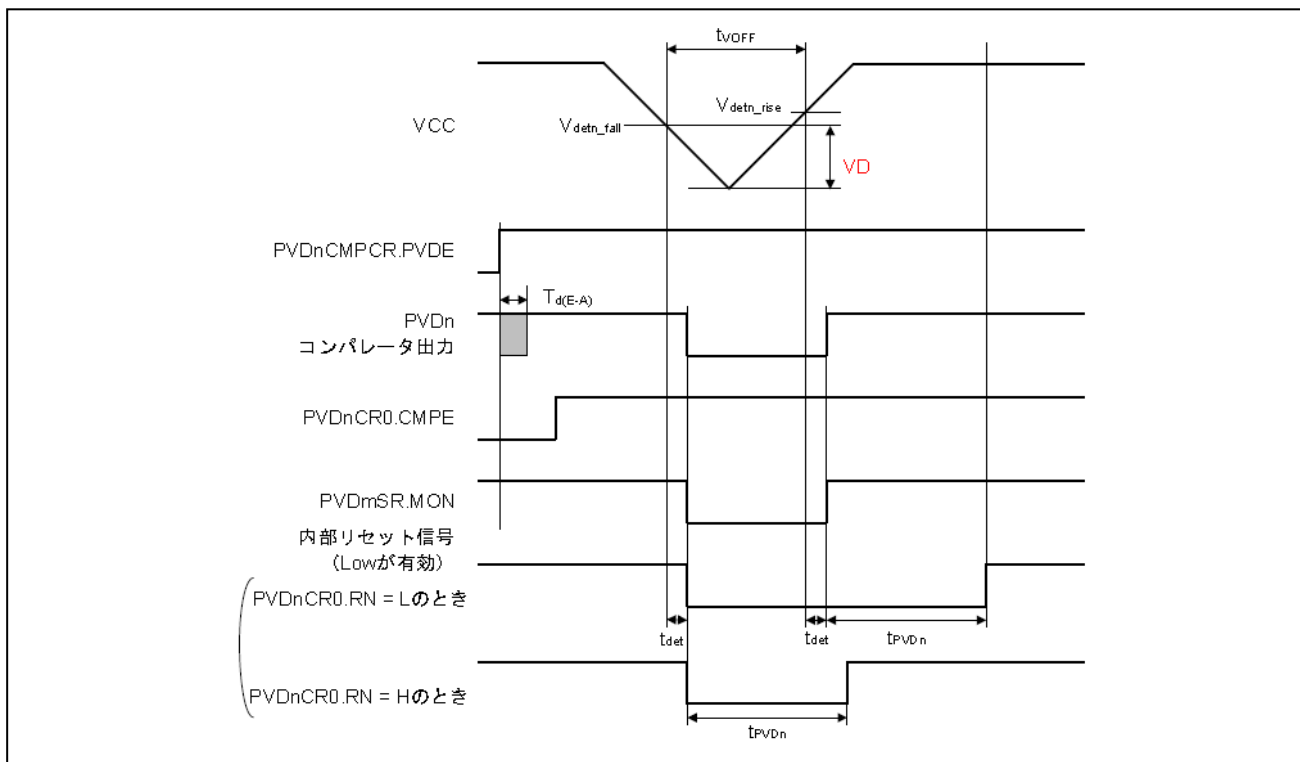 tVOFF
Vdetn_rise
VCC
Vdetn_fall
VD
PVDnCMPCR.PVDE
Td(E-A)
PVDn
コンパレータ出力
PVDnCR0.CMPE
PVDmSR.MON
内部リセット信号
(Lowが有効)
PVDnCR0.RN = Lのとき
tdet
tdet
tPVDn
PVDnCR0.RN = Hのとき
tPVDn